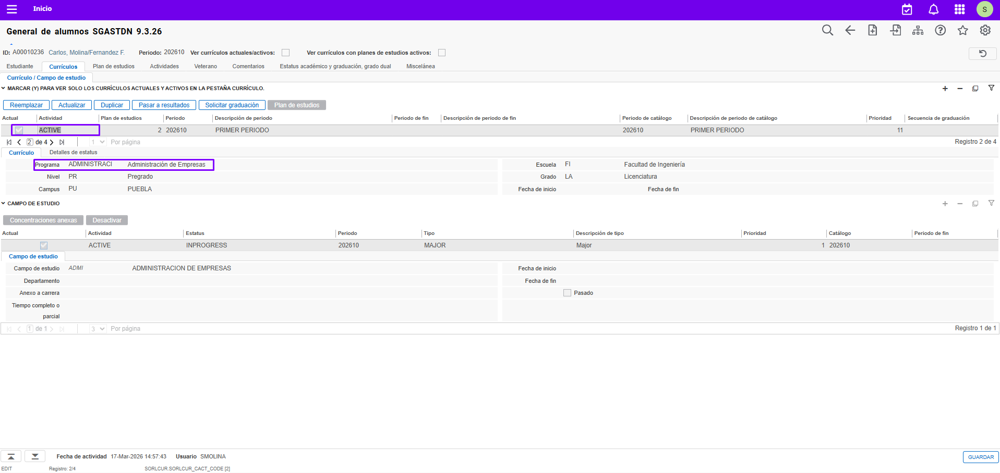 Inicio
S
General de alumnos SGASTDN 9.3.26
ID: A00010236 Carlos, Molina/Fernandez F. Periodo: 202610 Ver currículos actuales/activos: Ver currículos con planes de estudios activos:
Estudiante Currículos Plan de estudios Actividades Veterano Comentarios Estatus académico y graduación, grado dual Miscelánea
Currículo / Campo de estudio
MARCAR (Y) PARA VER SOLO LOS CURRÍCULOS ACTUALES Y ACTIVOS EN LA PESTAÑA CURRÍCULO.
Reemplazar Actualizar Duplicar Pasar a resultados Solicitar graduación Plan de estudios
Actual Actividad Plan de estudios Periodo Descripción de periodo Periodo de fin Descripción de periodo de fin Periodo de catálogo Descripción de periodo de catálogo Prioridad Secuencia de graduación
ACTIVE 2 202610 PRIMER PERIODO 202610 PRIMER PERIODO 11
2 de 4 1 Por página Registro 2 de 4
Currículo Detalles de estatus
Programa ADMINISTRACI Administración de Empresas Escuela FI Facultad de Ingeniería
Nivel PR Pregrado Grado LA Licenciatura
Campus PU PUEBLA Fecha de inicio Fecha de fin
CAMPO DE ESTUDIO
Concentraciones anexas Desactivar
Actual Actividad Estatus Periodo Tipo Descripción de tipo Prioridad Catálogo Periodo de fin
ACTIVE INPROGRESS 202610 MAJOR Major 1 202610
Campo de estudio
Campo de estudio ADMI ADMINISTRACION DE EMPRESAS Fecha de inicio
Departamento Fecha de fin
Anexo a carrera Pasado
Tiempo completo o
parcial
1 de 1 3 Por página Registro 1 de 1
Fecha de actividad 17-Mar-2026 14:57:43 Usuario SMOLINA GUARDAR
EDIT Registro: 2/4 SORLCUR.SORLCUR_CACT_CODE [2]